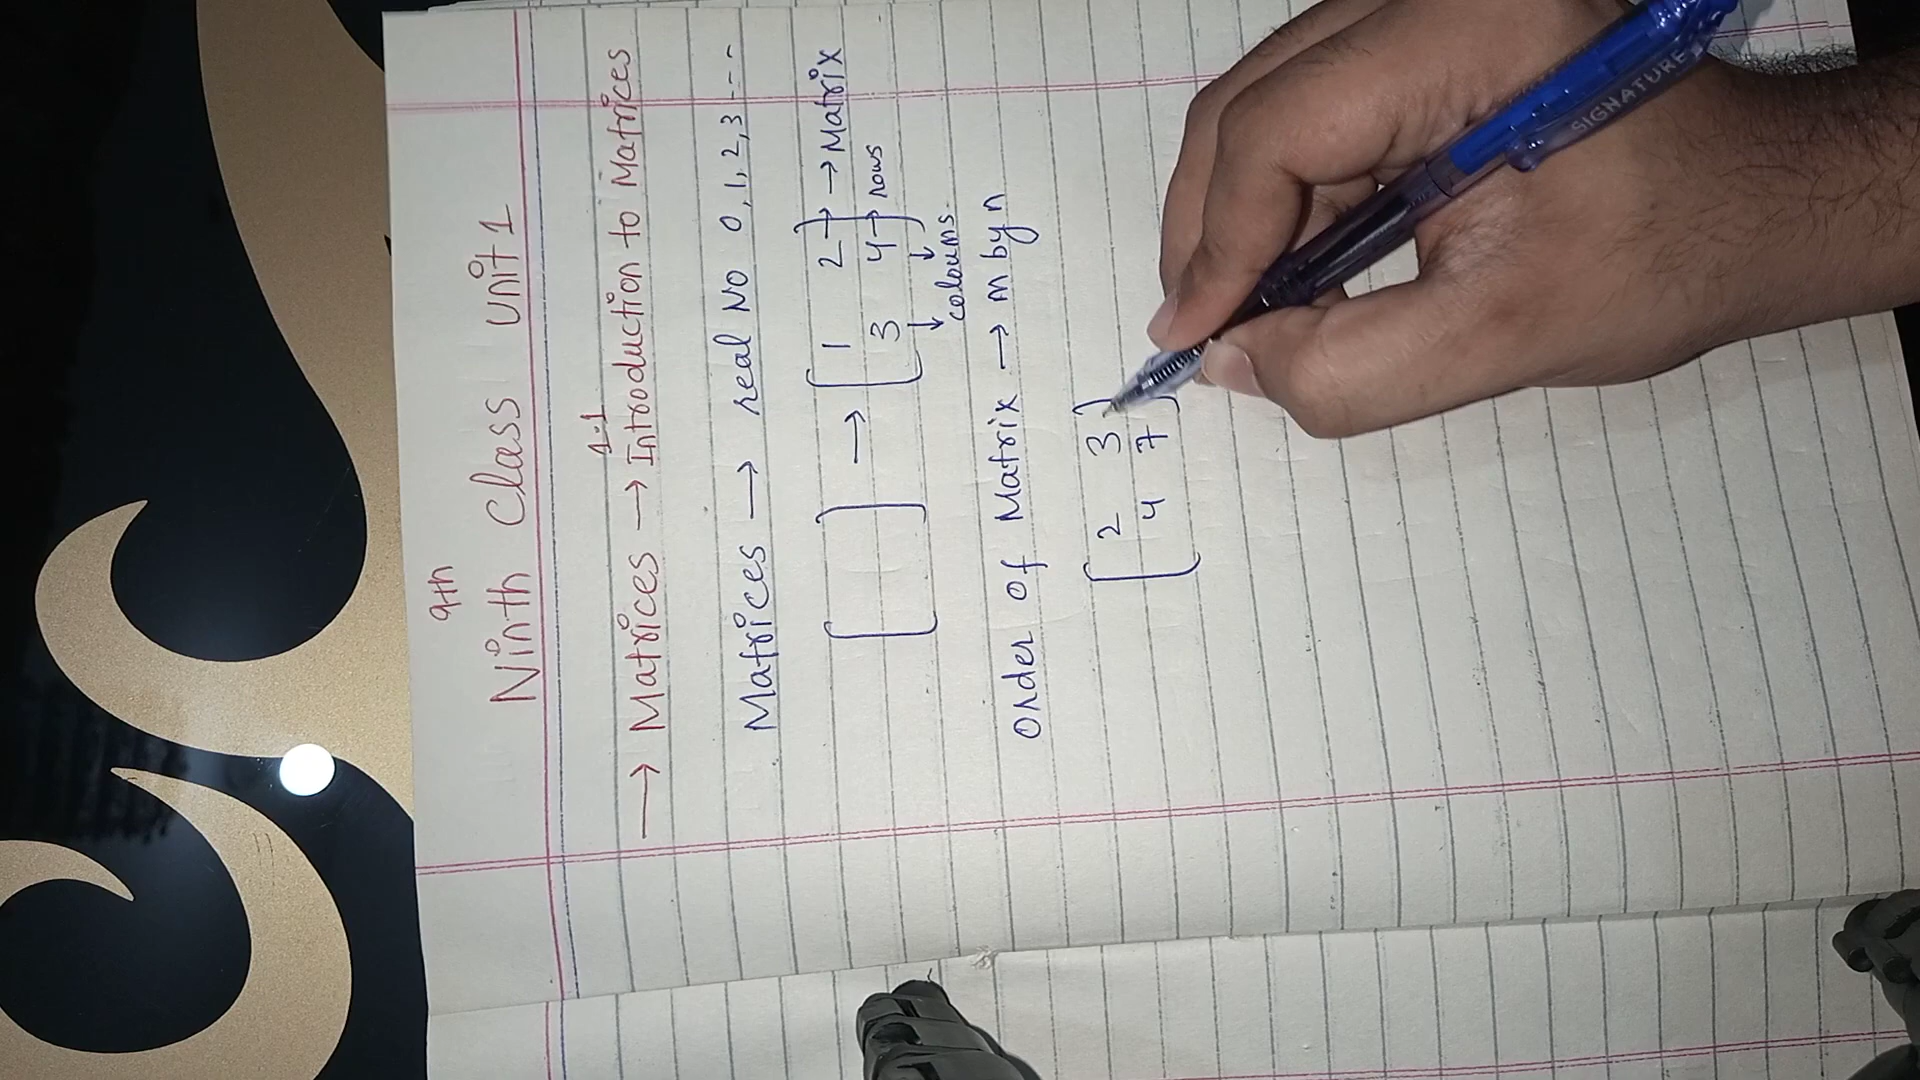 9th
Ninth Class Unit 1
1.1
→ Matrices → Introduction to Matrices
Matrices → real No 0, 1, 2, 3 ---
[ ] → [ 1 2 → Matrix
3 4 ] → rows
↓ ↓
coloumns.
Order of Matrix → m by n
[ 2 3
4 7 ]
SIGNATURE